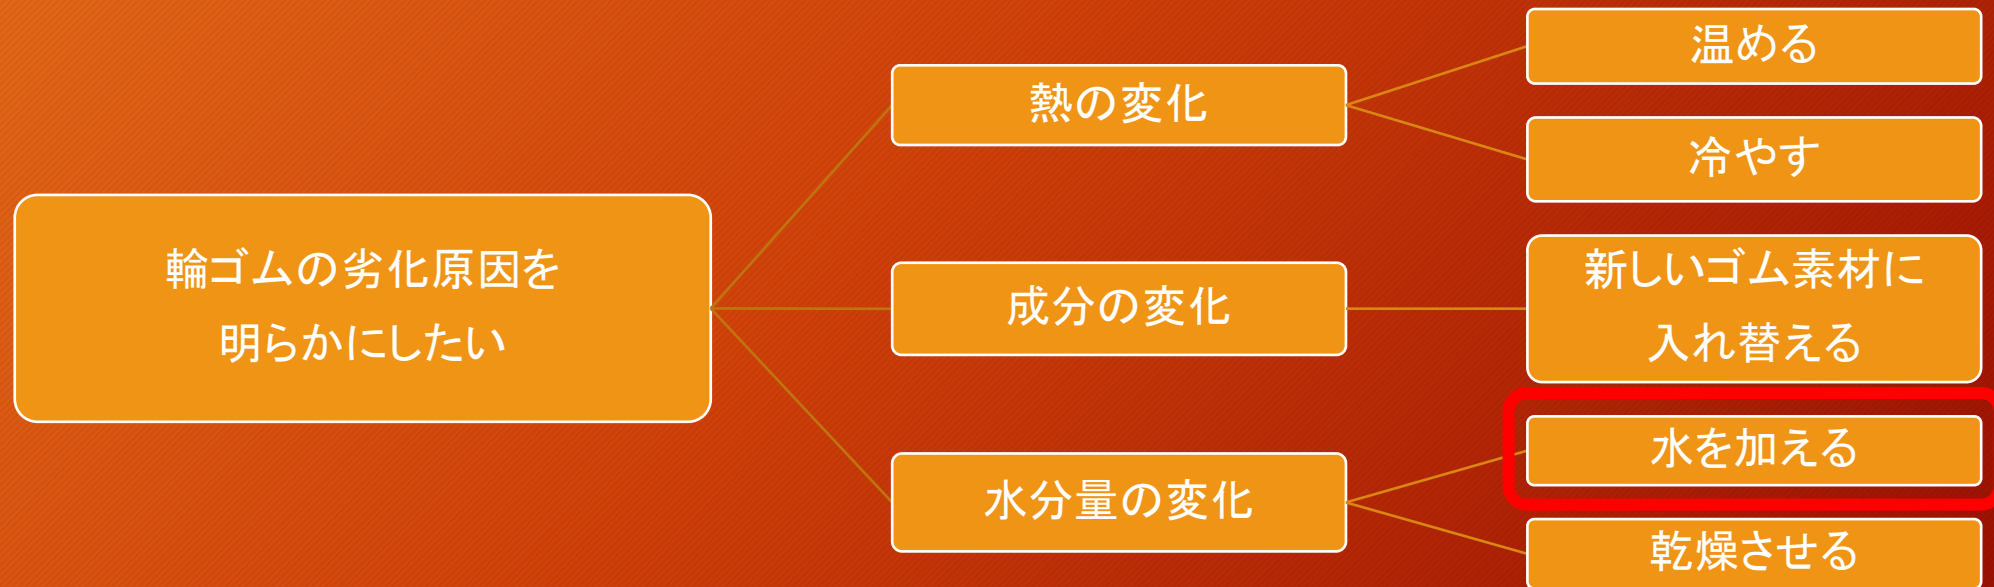 輪ゴムの劣化原因を
明らかにしたい
熱の変化
温める
冷やす
成分の変化
新しいゴム素材に
入れ替える
水分量の変化
水を加える
乾燥させる